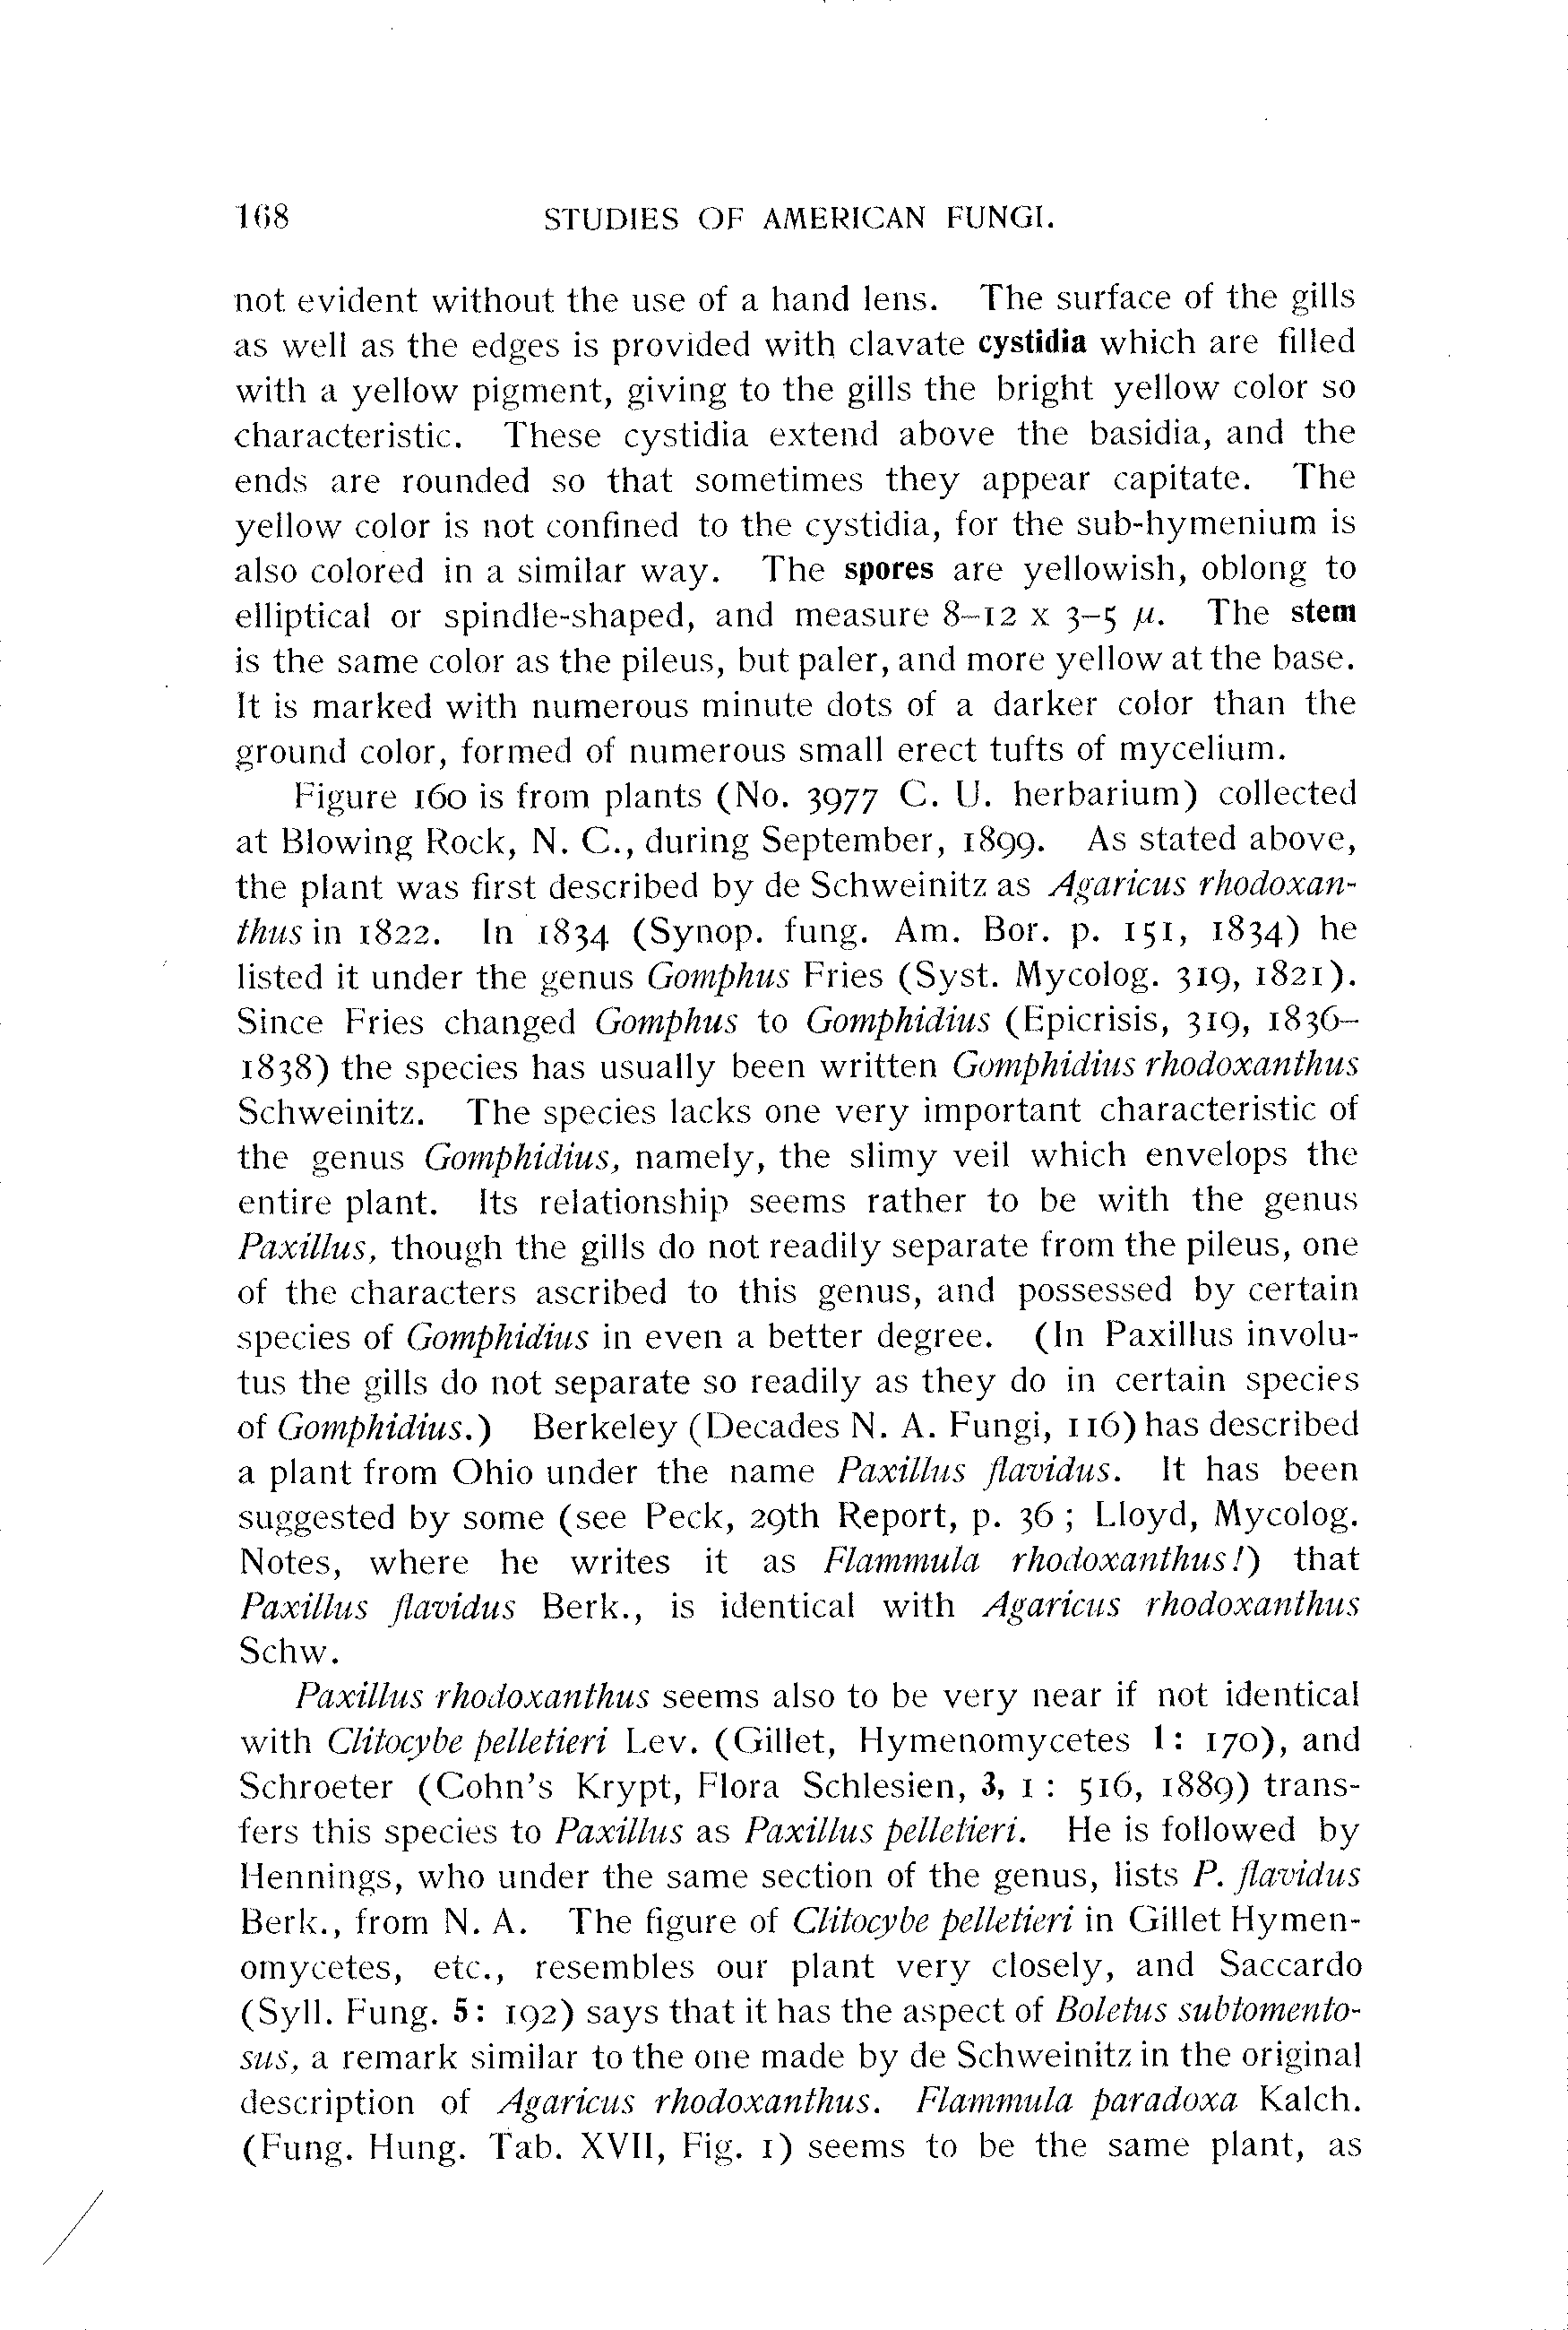 168 STUDIES OF AMERICAN FUNGI.
not evident without the use of a hand lens. The surface of the gills
as well as the edges is provided with clavate cystidia which are filled
with a yellow pigment, giving to the gills the bright yellow color so
characteristic. These cystidia extend above the basidia, and the
ends are rounded so that sometimes they appear capitate. The
yellow color is not confined to the cystidia, for the sub-hymenium is
also colored in a similar way. The spores are yellowish, oblong to
elliptical or spindle-shaped, and measure 8–12 x 3–5 μ. The stem
is the same color as the pileus, but paler, and more yellow at the base.
It is marked with numerous minute dots of a darker color than the
ground color, formed of numerous small erect tufts of mycelium.
Figure 160 is from plants (No. 3977 C. U. herbarium) collected
at Blowing Rock, N. C., during September, 1899. As stated above,
the plant was first described by de Schweinitz as Agaricus rhodoxan-
thus in 1822. In 1834 (Synop. fung. Am. Bor. p. 151, 1834) he
listed it under the genus Gomphus Fries (Syst. Mycolog. 319, 1821).
Since Fries changed Gomphus to Gomphidius (Epicrisis, 319, 1836–
1838) the species has usually been written Gomphidius rhodoxanthus
Schweinitz. The species lacks one very important characteristic of
the genus Gomphidius, namely, the slimy veil which envelops the
entire plant. Its relationship seems rather to be with the genus
Paxillus, though the gills do not readily separate from the pileus, one
of the characters ascribed to this genus, and possessed by certain
species of Gomphidius in even a better degree. (In Paxillus involu-
tus the gills do not separate so readily as they do in certain species
of Gomphidius.) Berkeley (Decades N. A. Fungi, 116) has described
a plant from Ohio under the name Paxillus flavidus. It has been
suggested by some (see Peck, 29th Report, p. 36 ; Lloyd, Mycolog.
Notes, where he writes it as Flammula rhodoxanthus!) that
Paxillus flavidus Berk., is identical with Agaricus rhodoxanthus
Schw.
Paxillus rhodoxanthus seems also to be very near if not identical
with Clitocybe pelletieri Lev. (Gillet, Hymenomycetes 1: 170), and
Schroeter (Cohn's Krypt, Flora Schlesien, 3, 1 : 516, 1889) trans-
fers this species to Paxillus as Paxillus pelletieri. He is followed by
Hennings, who under the same section of the genus, lists P. flavidus
Berk., from N. A. The figure of Clitocybe pelletieri in Gillet Hymen-
omycetes, etc., resembles our plant very closely, and Saccardo
(Syll. Fung. 5: 192) says that it has the aspect of Boletus subtomento-
sus, a remark similar to the one made by de Schweinitz in the original
description of Agaricus rhodoxanthus. Flammula paradoxa Kalch.
(Fung. Hung. Tab. XVII, Fig. 1) seems to be the same plant, as